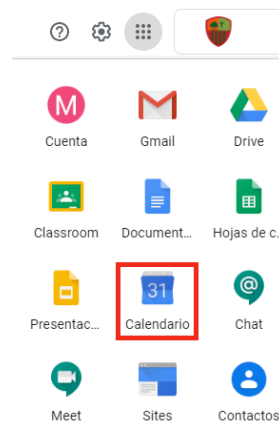 M
Cuenta
Gmail
Drive
Classroom
Document...
Hojas de c.
Presentac...
31
Calendario
Chat
Meet
Sites
Contactos